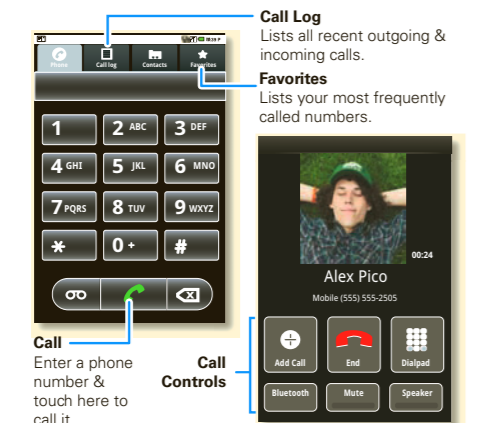 Call Log
Lists all recent outgoing &
incoming calls.
Favorites
Lists your most frequently
called numbers.
Phone Call log Contacts Favorites
1 2 ABC 3 DEF
4 GHI 5 JKL 6 MNO
7 PQRS 8 TUV 9 WXYZ
* 0 + #
Call
Enter a phone
number &
touch here to
call it
00:24
Alex Pico
Mobile (555) 555-2505
Call
Controls
Add Call End Dialpad
Bluetooth Mute Speaker